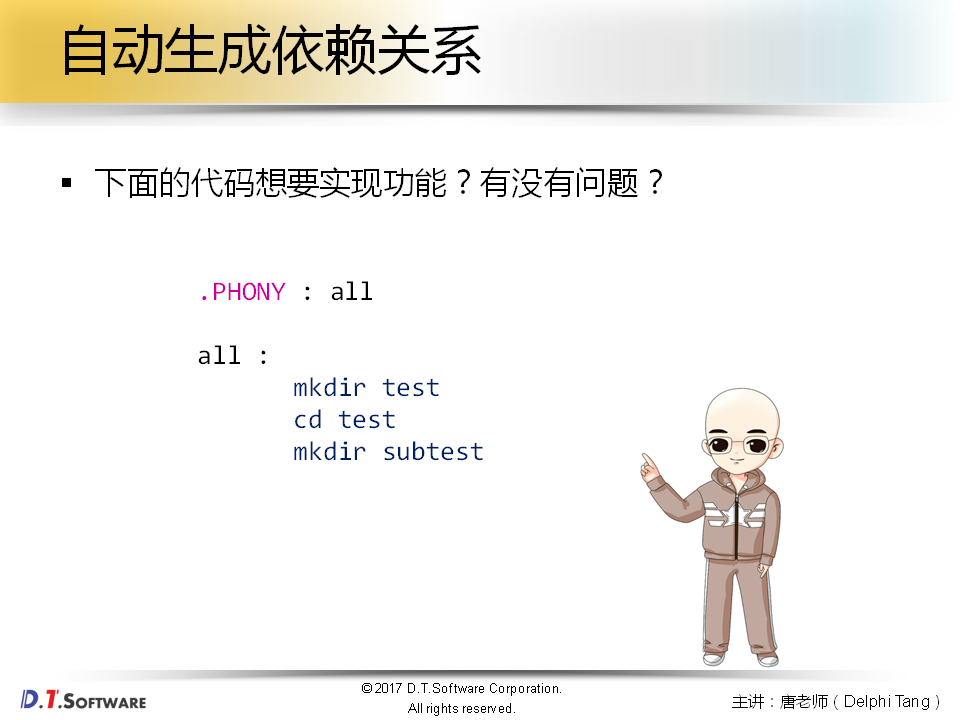 自动生成依赖关系
▪ 下面的代码想要实现功能？有没有问题？
.PHONY : all
all :
mkdir test
cd test
mkdir subtest
D.T.SOFTWARE
©2017 D.T.Software Corporation.
All rights reserved.
主讲：唐老师（Delphi Tang）